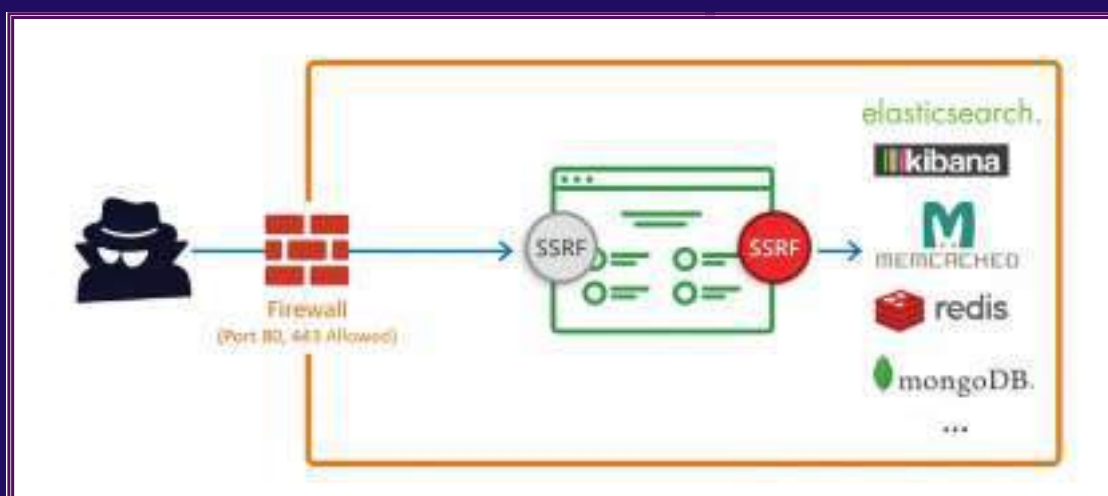 elasticsearch.
kibana
SSRF
SSRF
MEMCACHED
Firewall
(Port 80, 443 Allowed)
redis
mongoDB.
...